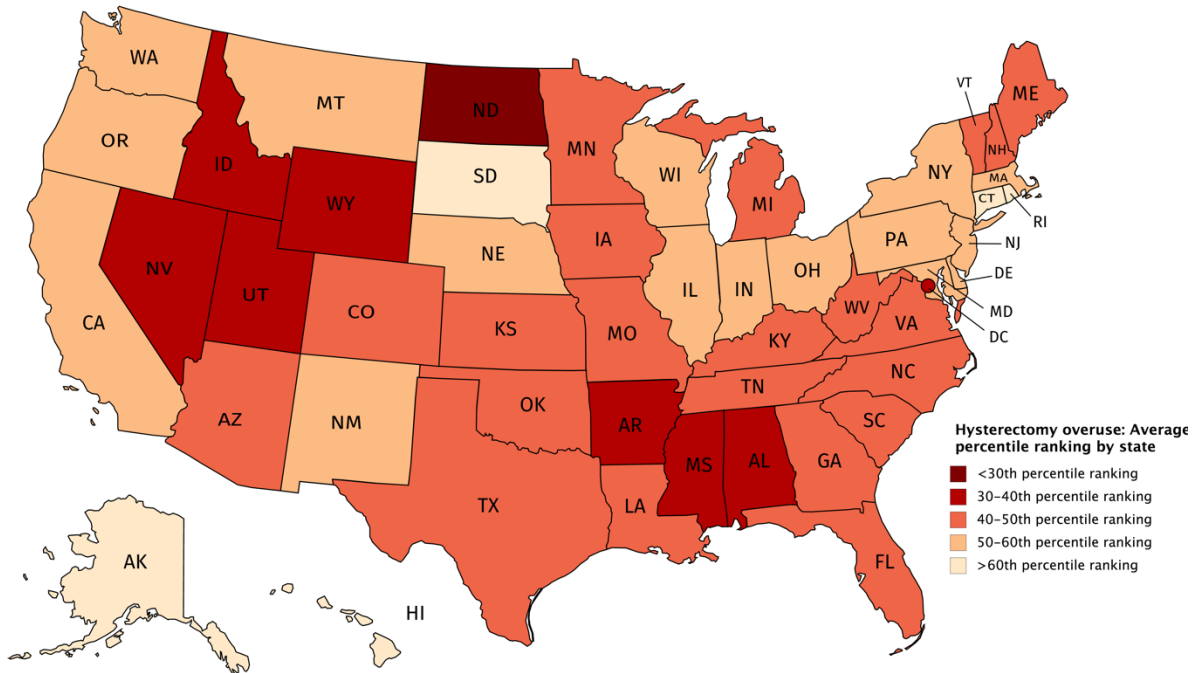 WA
MT
ND
MN
VT
ME
OR
ID
SD
WI
NY
NH
MA
WY
MI
CT
RI
IA
PA
NJ
NV
NE
OH
DE
UT
IL
IN
MD
CO
WV
DC
CA
KS
MO
VA
KY
NC
TN
AZ
NM
OK
AR
SC
MS
AL
GA
TX
LA
FL
AK
HI
Hysterectomy overuse: Average
percentile ranking by state
<30th percentile ranking
30–40th percentile ranking
40–50th percentile ranking
50–60th percentile ranking
>60th percentile ranking